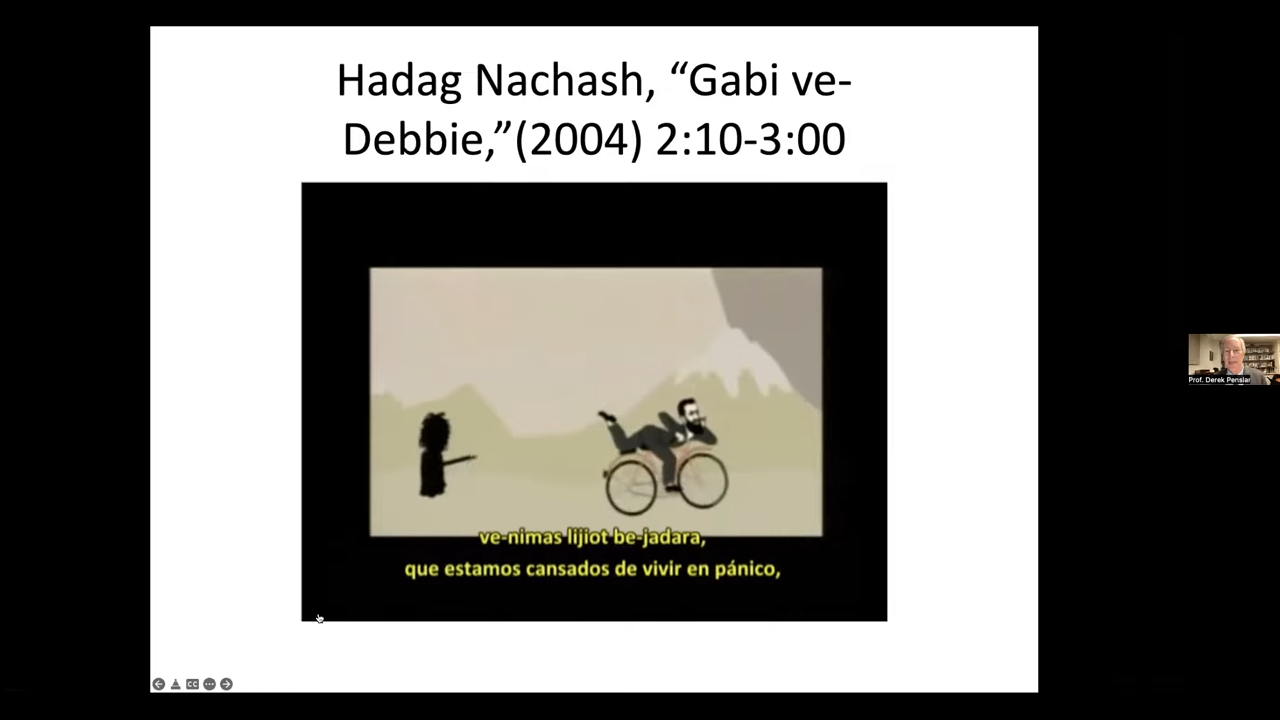 Hadag Nachash, “Gabi ve-
Debbie,”(2004) 2:10-3:00
ve-nimas lijiot be-jadara,
que estamos cansados de vivir en pánico,
Prof. Derek Penslar
CC